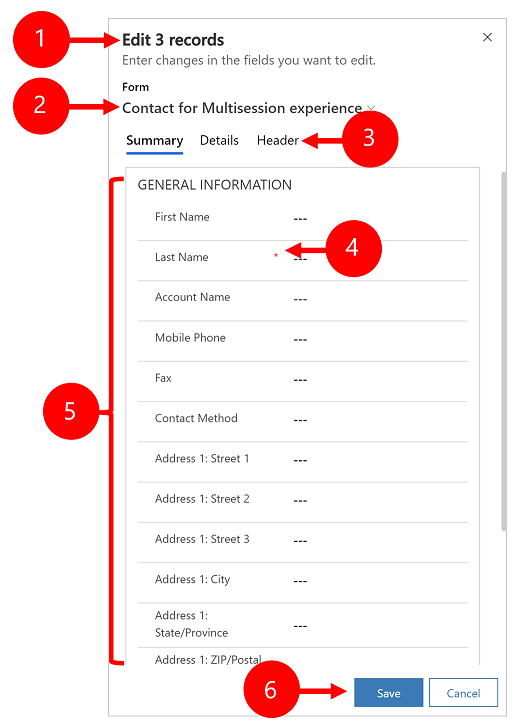 1
Edit 3 records
Enter changes in the fields you want to edit.
Form
2
Contact for Multisession experience
Summary Details Header
3
GENERAL INFORMATION
First Name ---
4
Last Name * ---
Account Name ---
Mobile Phone ---
Fax ---
5
Contact Method ---
Address 1: Street 1 ---
Address 1: Street 2 ---
Address 1: Street 3 ---
Address 1: City ---
Address 1:
State/Province ---
Address 1: ZIP/Postal
6
Save Cancel